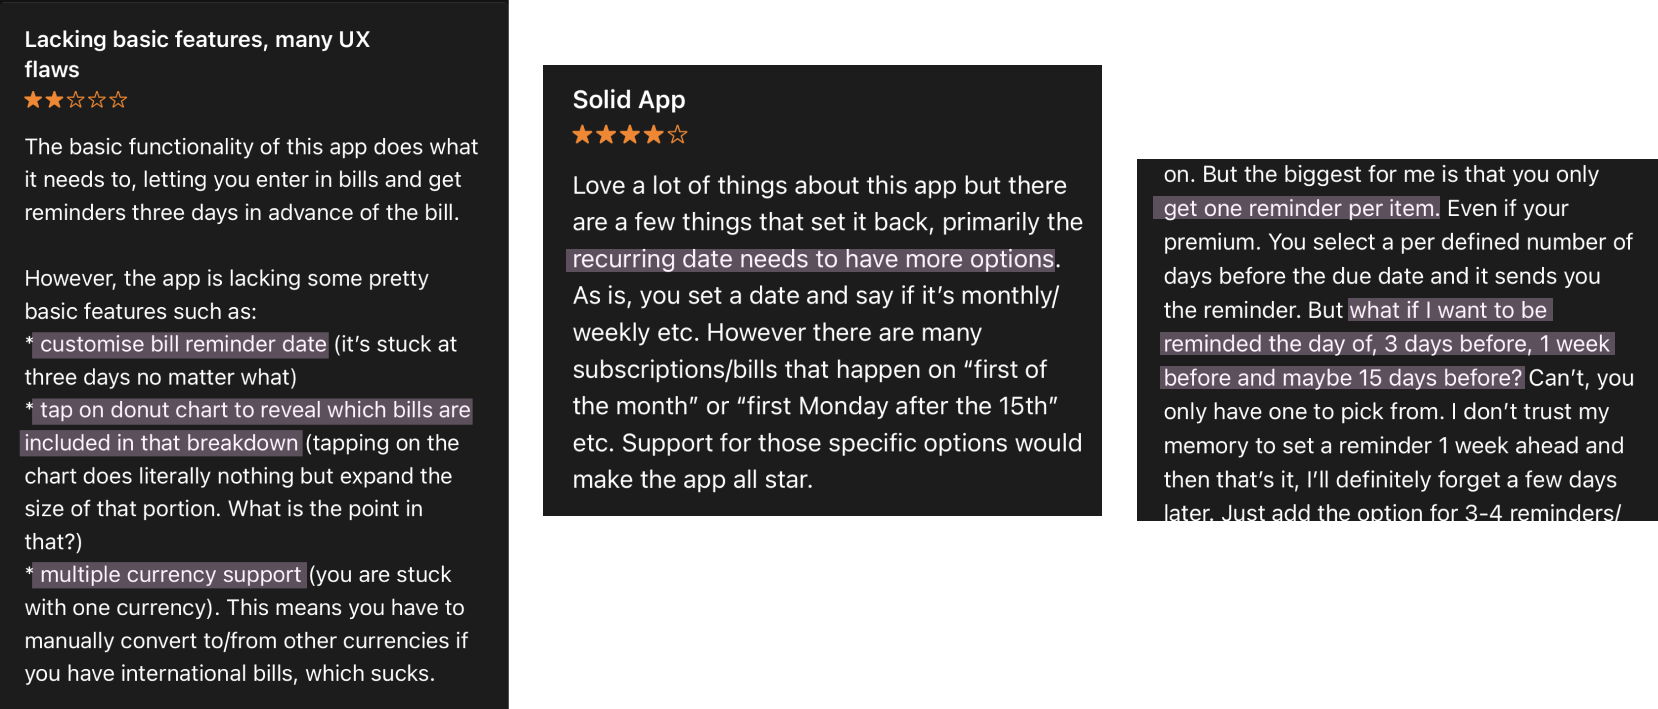 Lacking basic features, many UX
flaws
The basic functionality of this app does what
it needs to, letting you enter in bills and get
reminders three days in advance of the bill.
However, the app is lacking some pretty
basic features such as:
* customise bill reminder date (it’s stuck at
three days no matter what)
* tap on donut chart to reveal which bills are
included in that breakdown (tapping on the
chart does literally nothing but expand the
size of that portion. What is the point in
that?)
* multiple currency support (you are stuck
with one currency). This means you have to
manually convert to/from other currencies if
you have international bills, which sucks.
Solid App
Love a lot of things about this app but there
are a few things that set it back, primarily the
recurring date needs to have more options.
As is, you set a date and say if it’s monthly/
weekly etc. However there are many
subscriptions/bills that happen on “first of
the month” or “first Monday after the 15th”
etc. Support for those specific options would
make the app all star.
on. But the biggest for me is that you only
get one reminder per item. Even if your
premium. You select a per defined number of
days before the due date and it sends you
the reminder. But what if I want to be
reminded the day of, 3 days before, 1 week
before and maybe 15 days before? Can’t, you
only have one to pick from. I don’t trust my
memory to set a reminder 1 week ahead and
then that’s it, I’ll definitely forget a few days
later. Just add the option for 3-4 reminders/